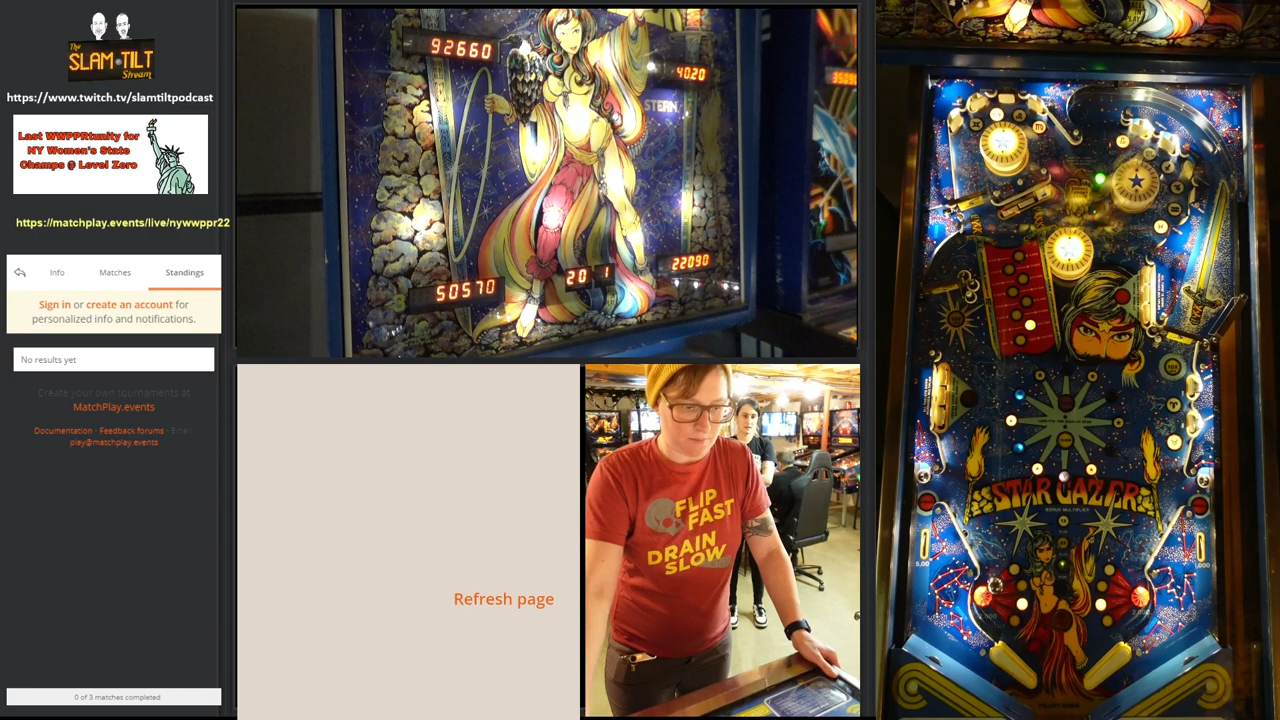 The
SLAM TILT
Stream
https://www.twitch.tv/slamtiltpodcast
Last WWPPRtunity for
NY Women's State
Champs @ Level Zero
https://matchplay.events/live/nywwppr22
Info Matches Standings
Sign in or create an account for
personalized info and notifications.
No results yet
Create your own tournaments at
MatchPlay.events
Documentation - Feedback forums - Email
play@matchplay.events
0 of 3 matches completed
92660
4020
STERN
50570
20 1
22090
Refresh page
FLIP
FAST
DRAIN
SLOW
STAR GAZER
BONUS MULTIPLIER